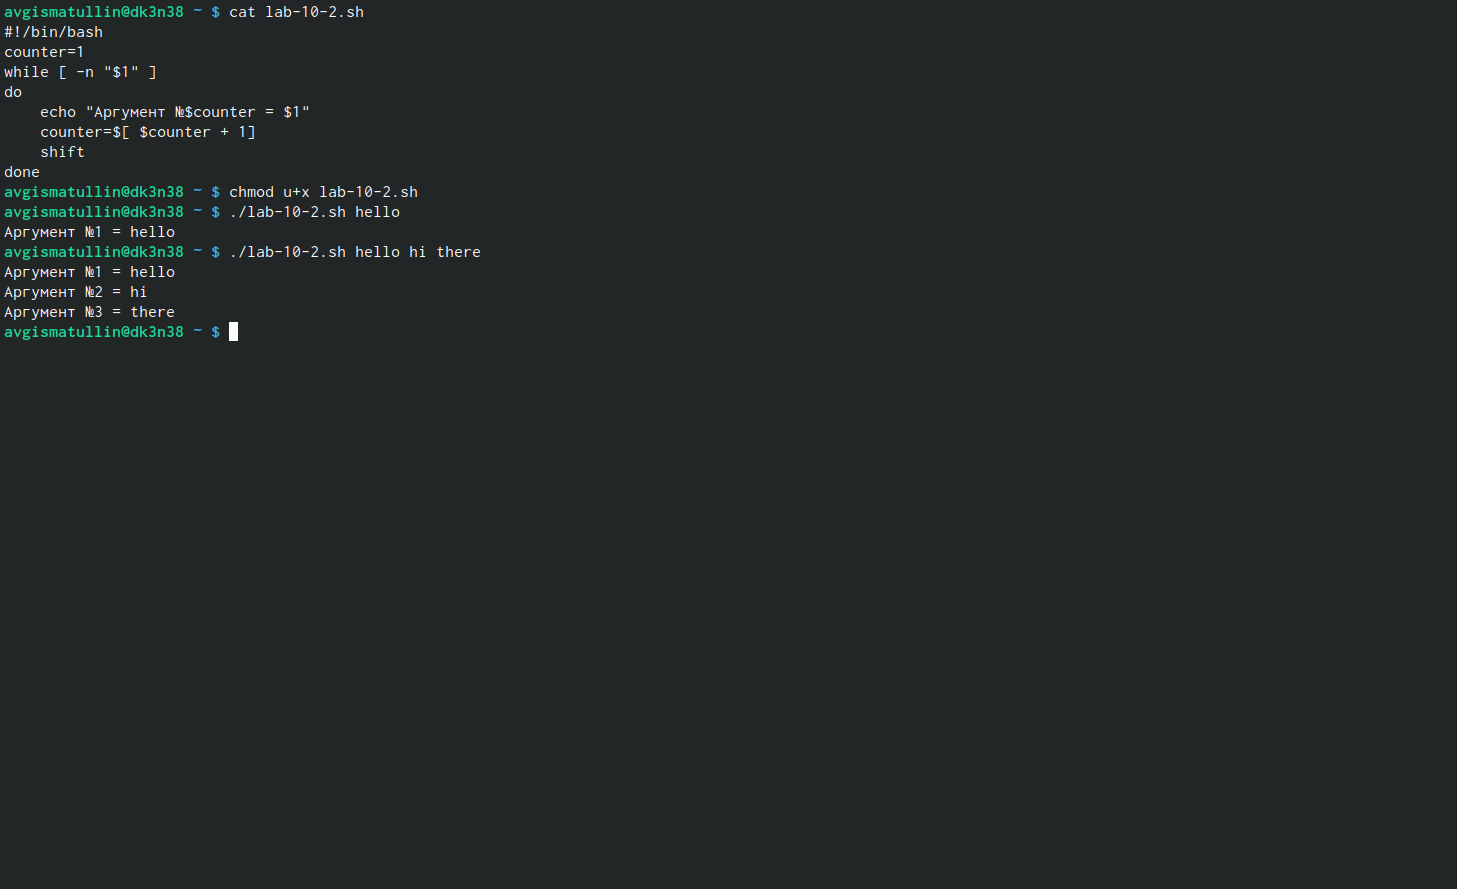 avgismatullin@dk3n38 ~ $ cat lab-10-2.sh
#!/bin/bash
counter=1
while [ -n "$1" ]
do
    echo "Аргумент №$counter = $1"
    counter=$[ $counter + 1]
    shift
done
avgismatullin@dk3n38 ~ $ chmod u+x lab-10-2.sh
avgismatullin@dk3n38 ~ $ ./lab-10-2.sh hello
Аргумент №1 = hello
avgismatullin@dk3n38 ~ $ ./lab-10-2.sh hello hi there
Аргумент №1 = hello
Аргумент №2 = hi
Аргумент №3 = there
avgismatullin@dk3n38 ~ $